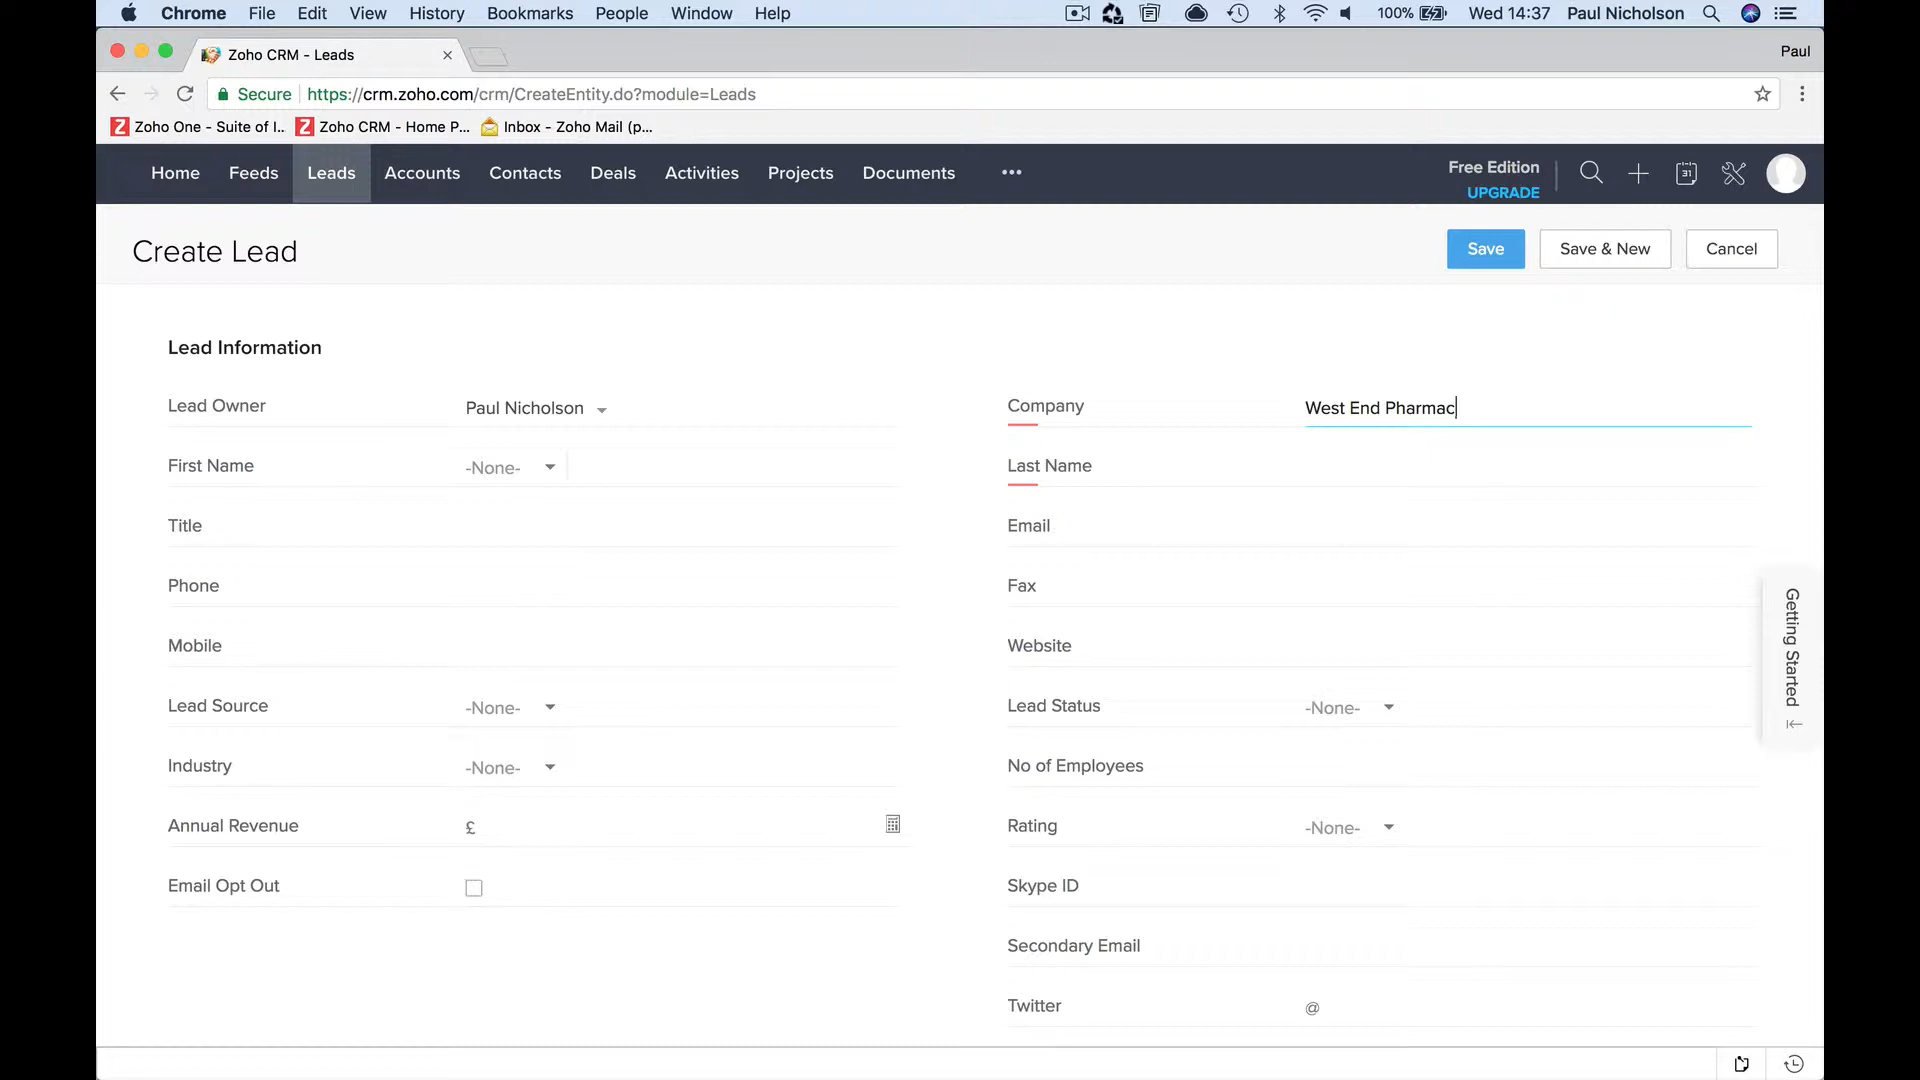 Chrome File Edit View History Bookmarks People Window Help 100% Wed 14:37 Paul Nicholson
Zoho CRM - Leads Paul
Secure https://crm.zoho.com/crm/CreateEntity.do?module=Leads
Zoho One - Suite of I... Zoho CRM - Home P... Inbox - Zoho Mail (p...
Home Feeds Leads Accounts Contacts Deals Activities Projects Documents ••• Free Edition 31
UPGRADE
Create Lead Save Save & New Cancel
Lead Information
Lead Owner Paul Nicholson Company West End Pharmac
First Name -None- Last Name
Title Email
Phone Fax
Mobile Website
Lead Source -None- Lead Status -None-
Industry -None- No of Employees
Annual Revenue £ Rating -None-
Email Opt Out Skype ID
Secondary Email
Twitter @
Getting Started